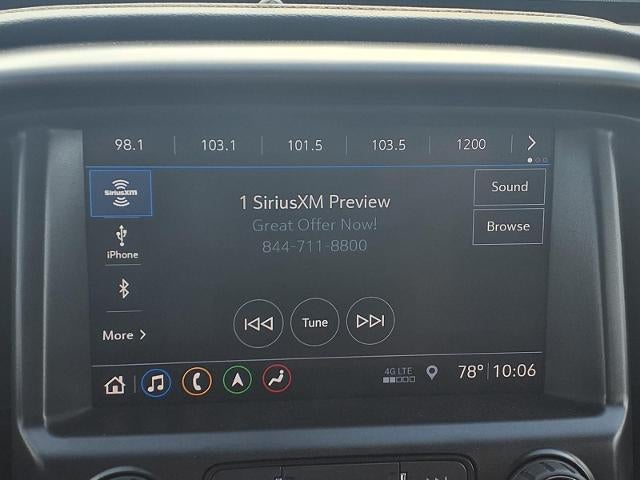 98.1 103.1 101.5 103.5 1200
SiriusXM
1 SiriusXM Preview
Great Offer Now!
844-711-8800
Sound
Browse
iPhone
More
Tune
4G LTE
78° 10:06